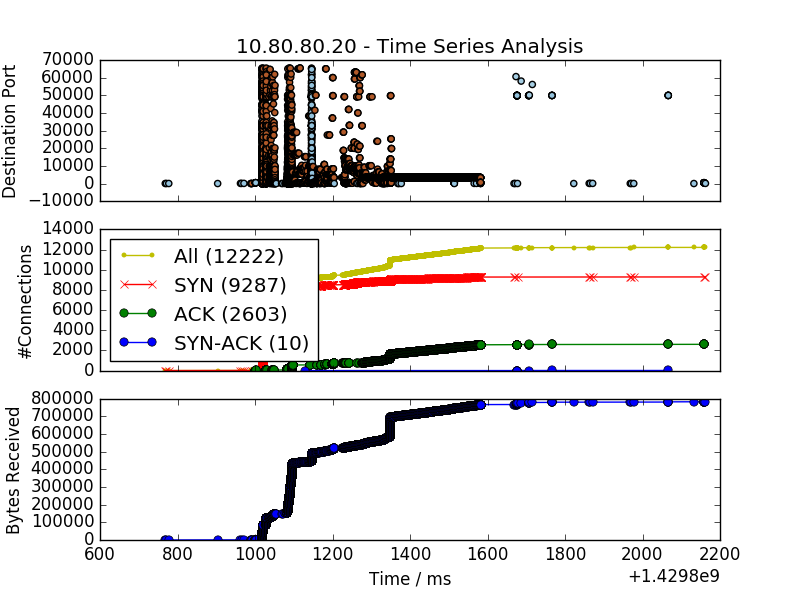 10.80.80.20 - Time Series Analysis
70000
60000
50000
40000
30000
20000
10000
0
−10000
Destination Port
14000
12000
10000
8000
6000
4000
2000
0
#Connections
All (12222)
SYN (9287)
ACK (2603)
SYN-ACK (10)
800000
700000
600000
500000
400000
300000
200000
100000
0
Bytes Received
600 800 1000 1200 1400 1600 1800 2000 2200
Time / ms
+1.4298e9